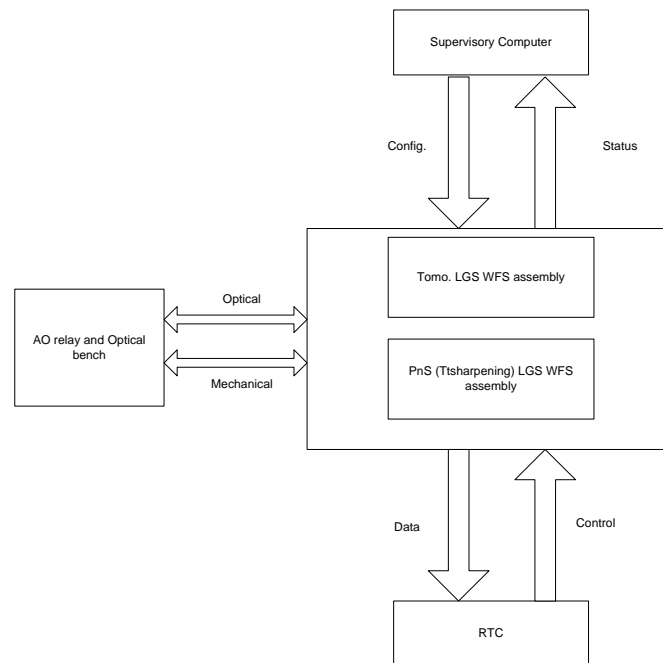 Supervisory Computer
Config.
Status
Tomo. LGS WFS assembly
Optical
AO relay and Optical
bench
PnS (Ttsharpening) LGS WFS
assembly
Mechanical
Data
Control
RTC